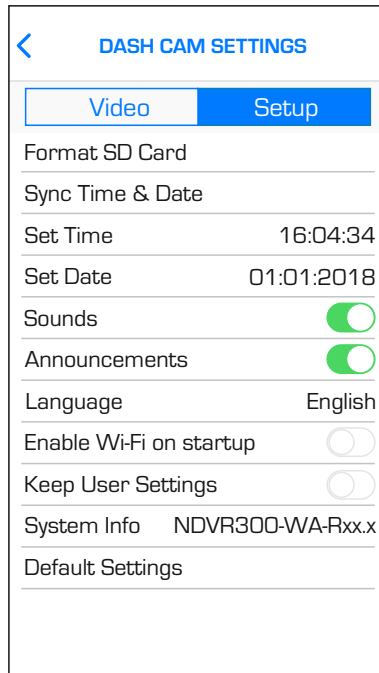 DASH CAM SETTINGS
Video Setup
Format SD Card
Sync Time & Date
Set Time 16:04:34
Set Date 01:01:2018
Sounds
Announcements
Language English
Enable Wi-Fi on startup
Keep User Settings
System Info NDVR300-WA-Rxx.x
Default Settings